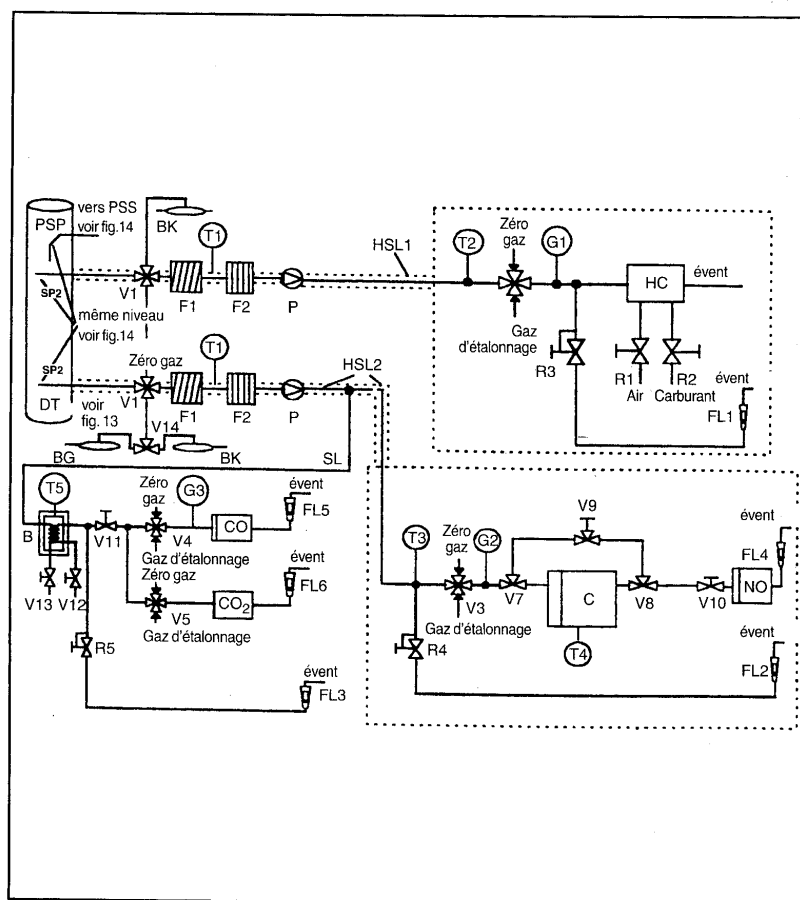 PSP
vers PSS
voir fig.14
BK
T1
SP2
V1
F1
F2
P
HSL1
même niveau
voir fig.14
SP2
DT
Zéro gaz
T1
V1
F1
F2
P
HSL2
voir
fig. 13
V14
BG
BK
SL
T2
Zéro
gaz
G1
HC
évent
Gaz
d'étalonnage
R3
R1
Air
R2
Carburant
évent
FL1
T5
B
V13
V12
V11
Zéro
gaz
G3
V4
CO
évent
FL5
Gaz d'étalonnage
Zéro gaz
V5
CO2
évent
FL6
Gaz d'étalonnage
R5
évent
FL3
T3
Zéro
gaz
G2
V3
Gaz d'étalonnage
V7
V9
C
T4
V8
V10
NO
évent
FL4
R4
évent
FL2